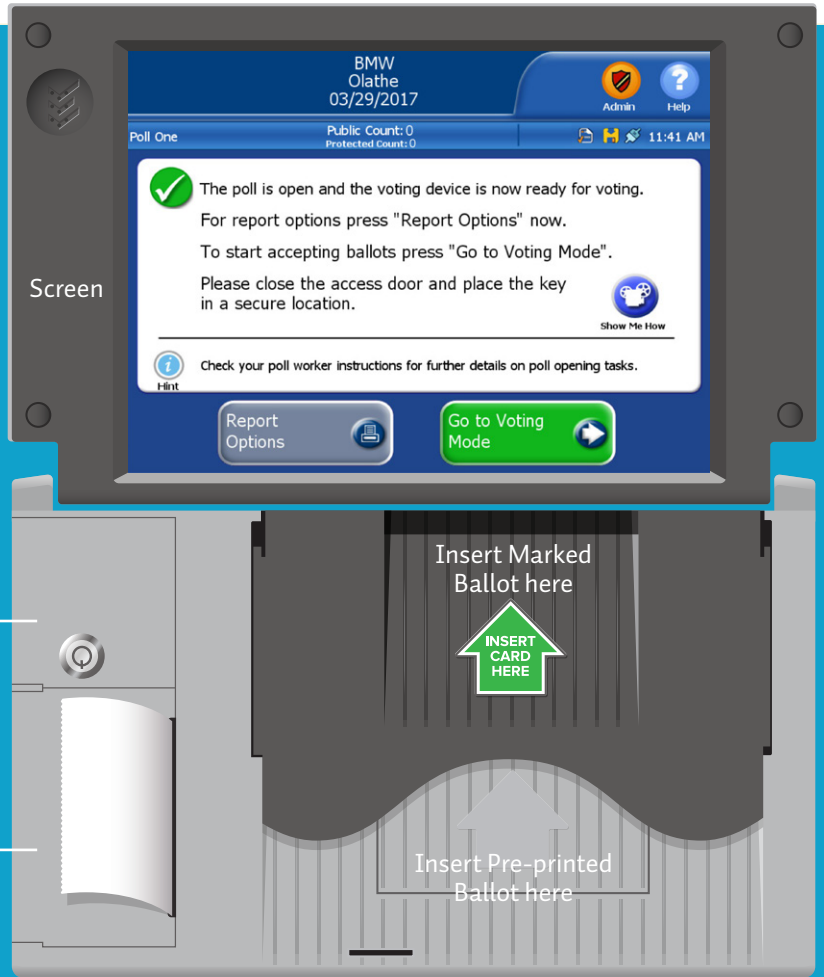 BMW
Olathe
03/29/2017
Admin
Help
Poll One
Public Count: 0
Protected Count: 0
11:41 AM
The poll is open and the voting device is now ready for voting.
For report options press "Report Options" now.
To start accepting ballots press "Go to Voting Mode".
Please close the access door and place the key
in a secure location.
Show Me How
Hint
Check your poll worker instructions for further details on poll opening tasks.
Report
Options
Go to Voting
Mode
Screen
Insert Marked
Ballot here
INSERT
CARD
HERE
Insert Pre-printed
Ballot here